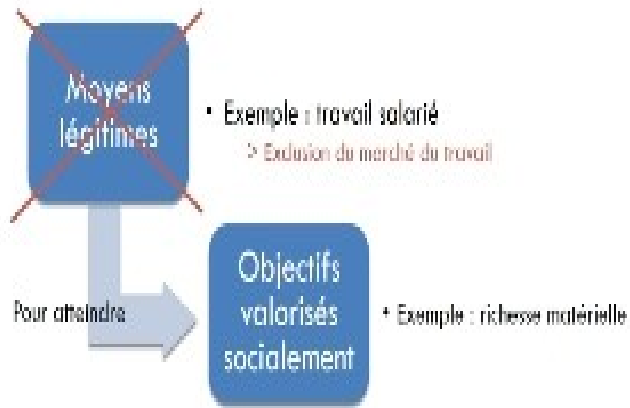 Moyens
légitimes
• Exemple : travail salarié
> Exclusion du marché du travail
Pour atteindre
Objectifs
valorisés
socialement
• Exemple : richesse matérielle